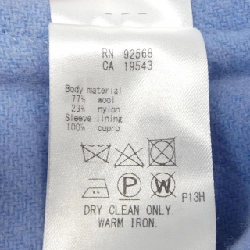 RN 92669
CA 19543
Body material
77% wool
23% nylon
Sleeve lining
100% cupro
P W P13H
DRY CLEAN ONLY
WARM IRON.